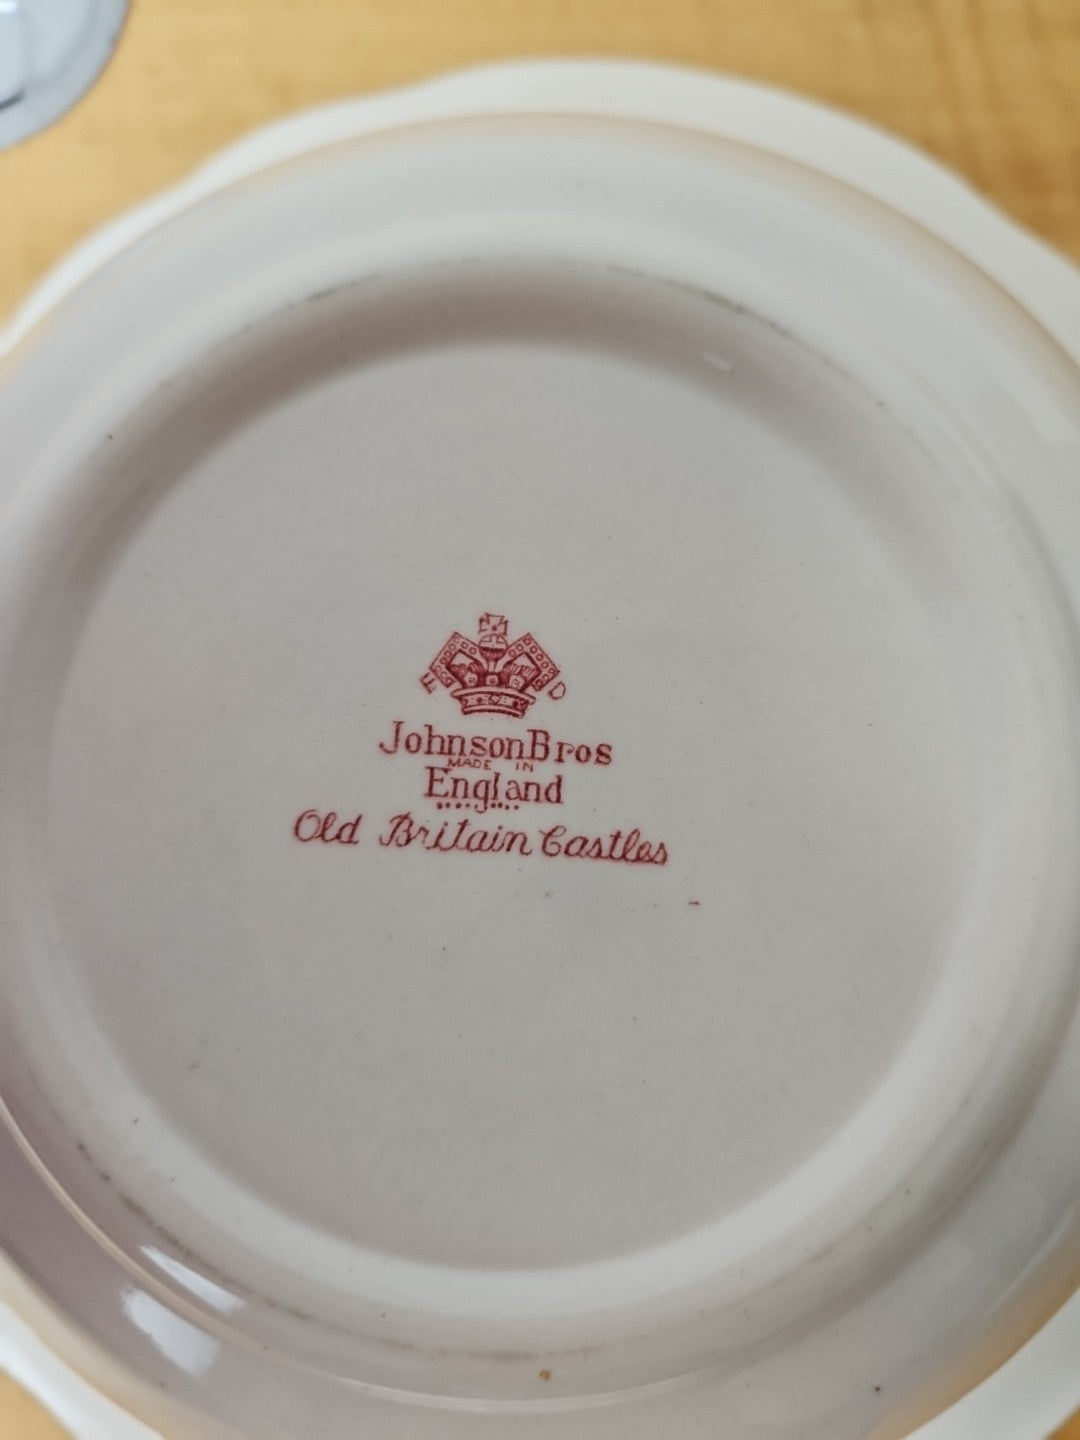 F D
JohnsonBros
MADE IN
England
Old Britain Castles